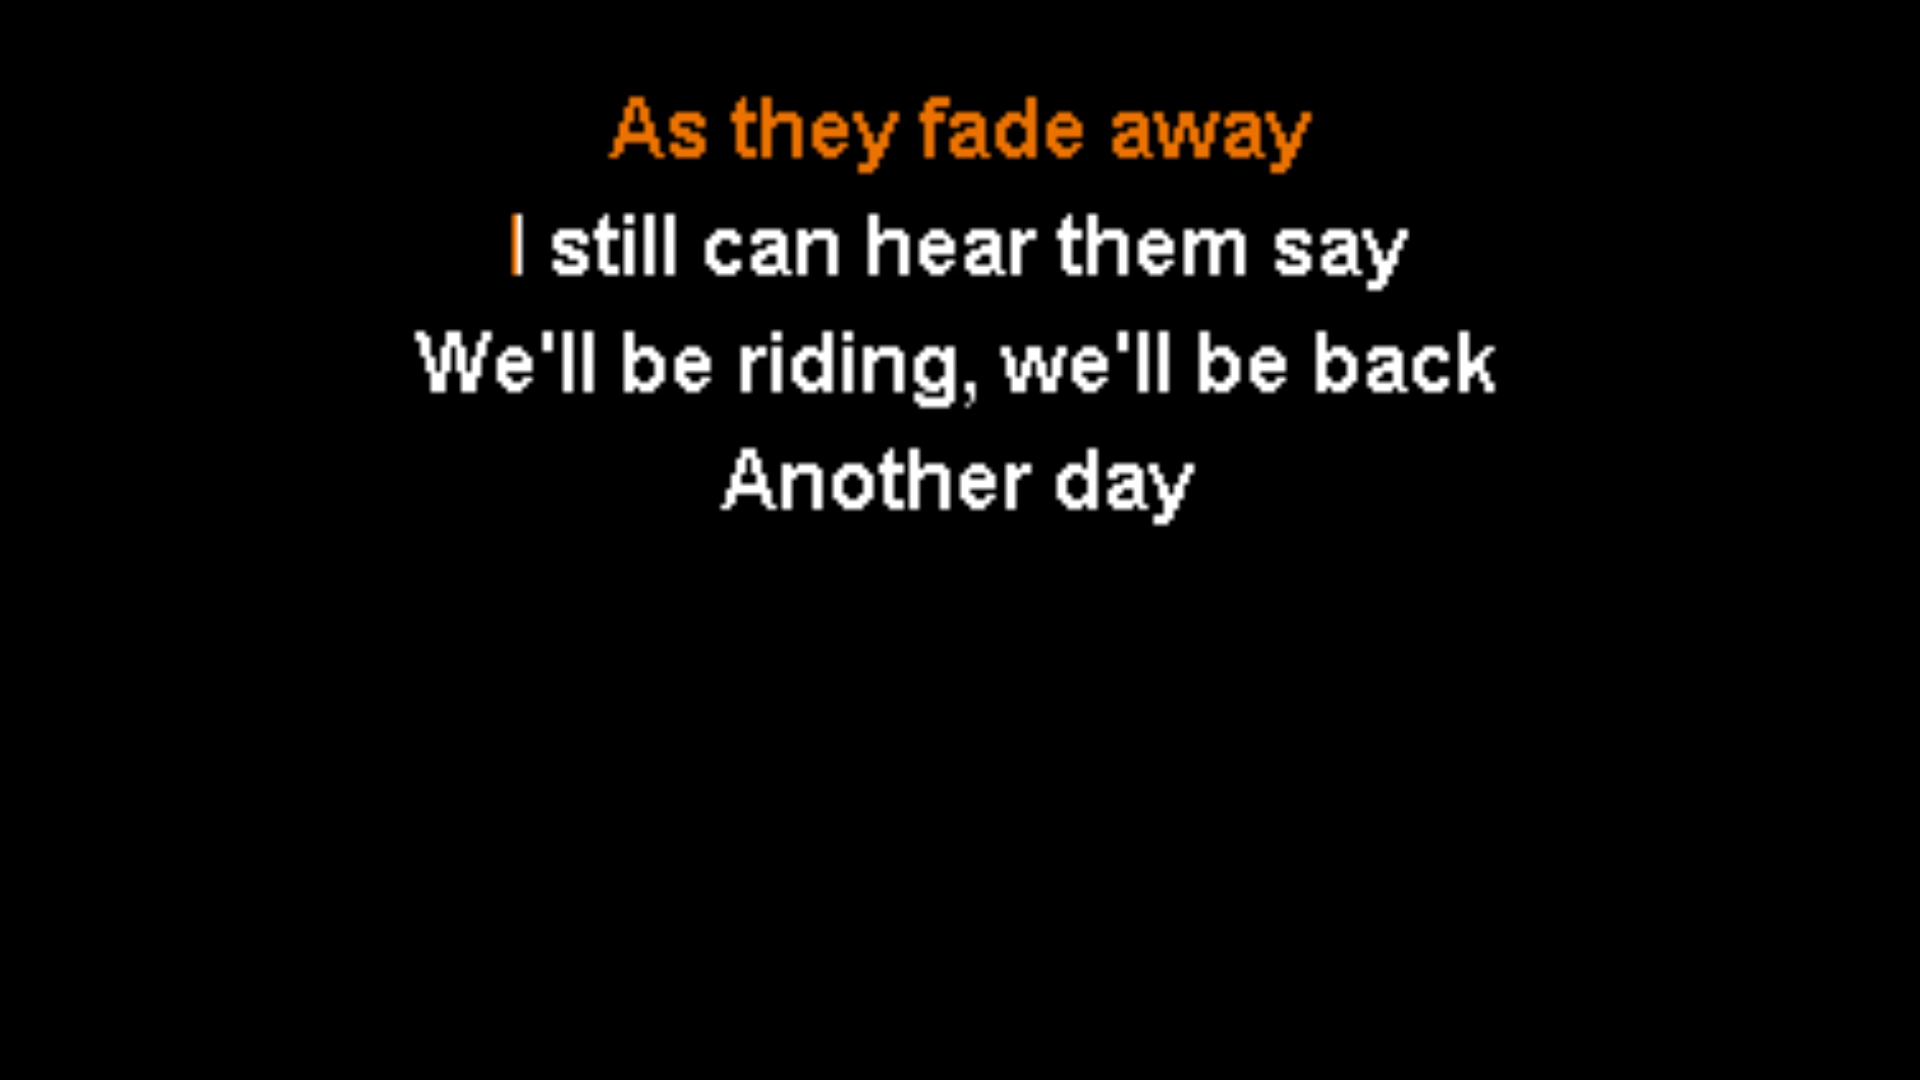 As they fade away
I still can hear them say
We'll be riding, we'll be back
Another day